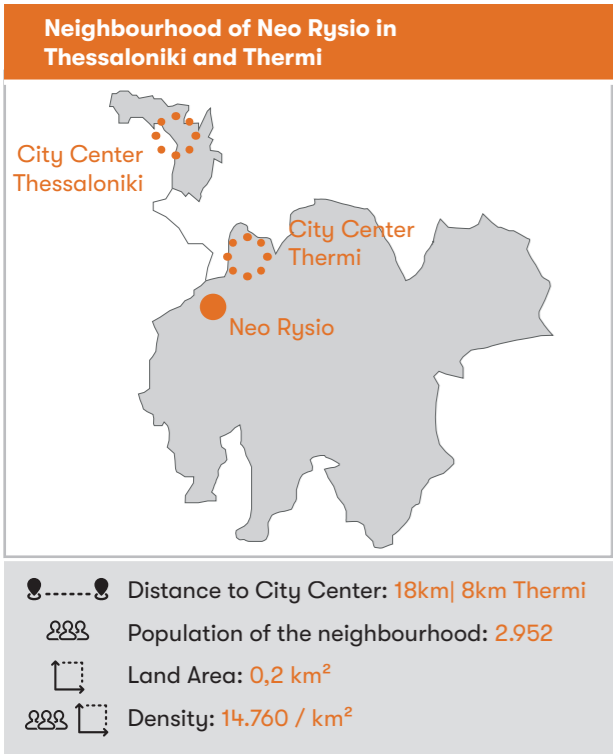 Neighbourhood of Neo Rysio in
Thessaloniki and Thermi
City Center
Thessaloniki
City Center
Thermi
Neo Rysio
Distance to City Center: 18km| 8km Thermi
Population of the neighbourhood: 2.952
Land Area: 0,2 km²
Density: 14.760 / km²